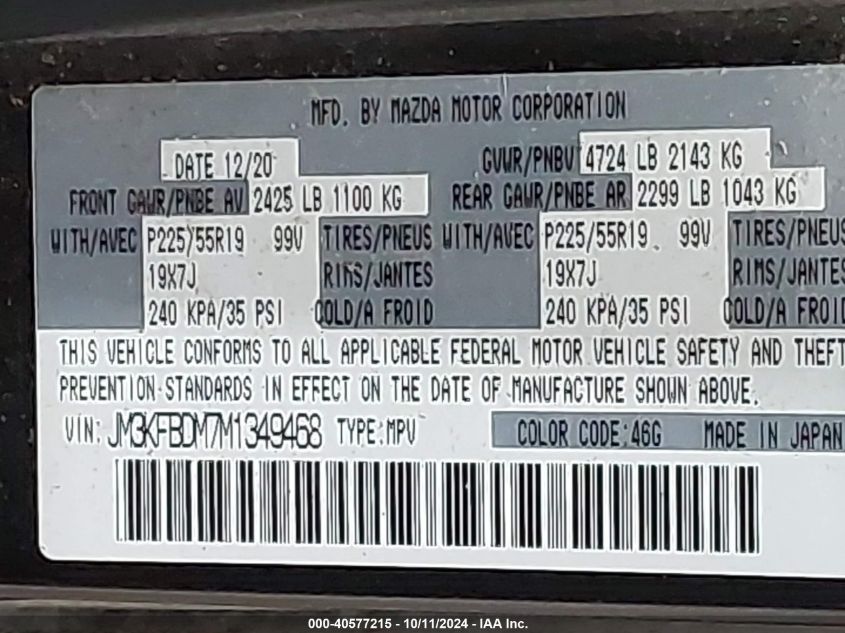 MFD. BY MAZDA MOTOR CORPORATION
DATE 12/20 GVWR/PNBV 4724 LB 2143 KG
FRONT GAWR/PNBE AV 2425 LB 1100 KG REAR GAWR/PNBE AR 2299 LB 1043 KG
WITH/AVEC P225/55R19 99V TIRES/PNEUS WITH/AVEC P225/55R19 99V TIRES/PNEUS
19X7J RIMS/JANTES 19X7J RIMS/JANTES
240 KPA/35 PSI COLD/A FROID 240 KPA/35 PSI COLD/A FROID
THIS VEHICLE CONFORMS TO ALL APPLICABLE FEDERAL MOTOR VEHICLE SAFETY AND THEFT
PREVENTION STANDARDS IN EFFECT ON THE DATE OF MANUFACTURE SHOWN ABOVE.
VIN: JM3KFBDM7M1349468 TYPE: MPV COLOR CODE: 46G MADE IN JAPAN
000-40577215 - 10/11/2024 - IAA Inc.